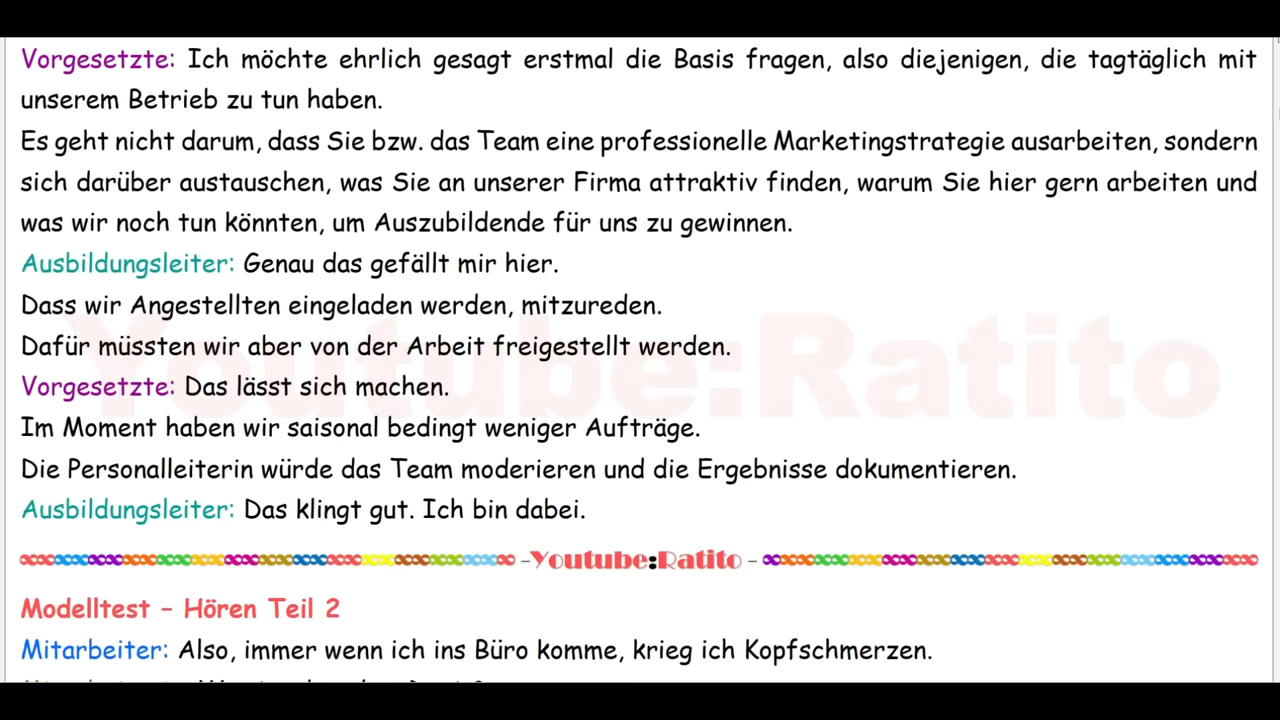 Vorgesetzte: Ich möchte ehrlich gesagt erstmal die Basis fragen, also diejenigen, die tagtäglich mit
unserem Betrieb zu tun haben.
Es geht nicht darum, dass Sie bzw. das Team eine professionelle Marketingstrategie ausarbeiten, sondern
sich darüber austauschen, was Sie an unserer Firma attraktiv finden, warum Sie hier gern arbeiten und
was wir noch tun könnten, um Auszubildende für uns zu gewinnen.
Ausbildungsleiter: Genau das gefällt mir hier.
Dass wir Angestellten eingeladen werden, mitzureden.
Dafür müssten wir aber von der Arbeit freigestellt werden.
Youtube:Ratito
Vorgesetzte: Das lässt sich machen.
Im Moment haben wir saisonal bedingt weniger Aufträge.
Die Personalleiterin würde das Team moderieren und die Ergebnisse dokumentieren.
Ausbildungsleiter: Das klingt gut. Ich bin dabei.
-Youtube:Ratito -
Modelltest – Hören Teil 2
Mitarbeiter: Also, immer wenn ich ins Büro komme, krieg ich Kopfschmerzen.